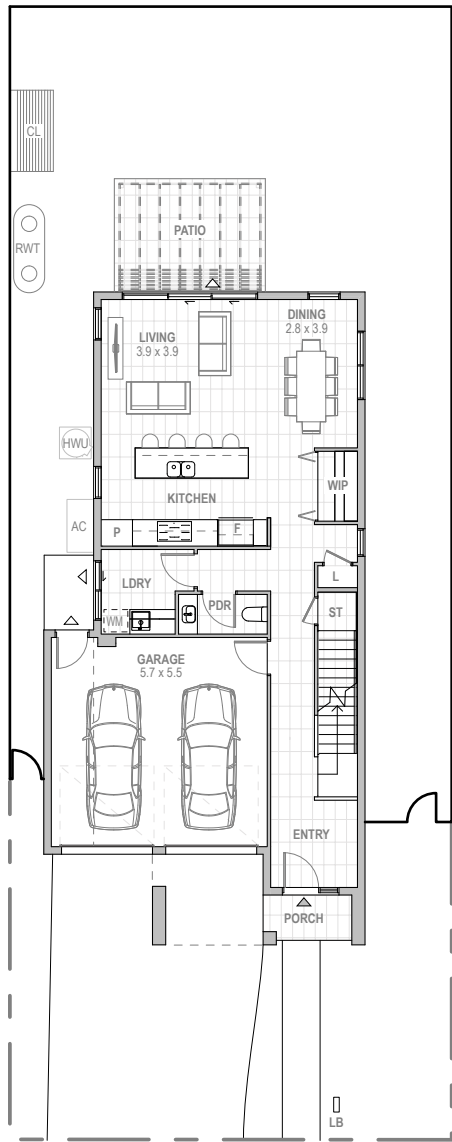 CL
RWT
PATIO
LIVING
3.9 x 3.9
DINING
2.8 x 3.9
HWU
KITCHEN
WIP
AC
P
F
LDRY
L
PDR
ST
WM
GARAGE
5.7 x 5.5
ENTRY
PORCH
LB